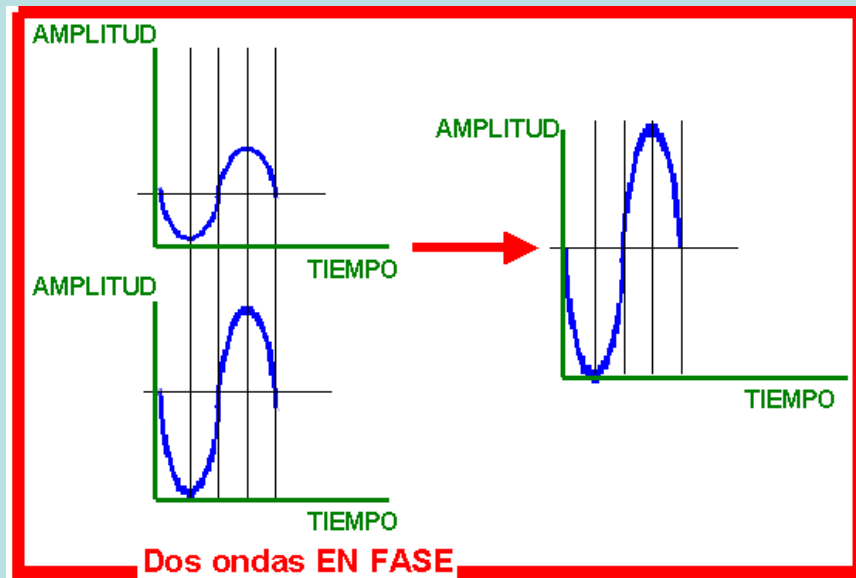 AMPLITUD
TIEMPO
AMPLITUD
TIEMPO
AMPLITUD
TIEMPO
Dos ondas EN FASE